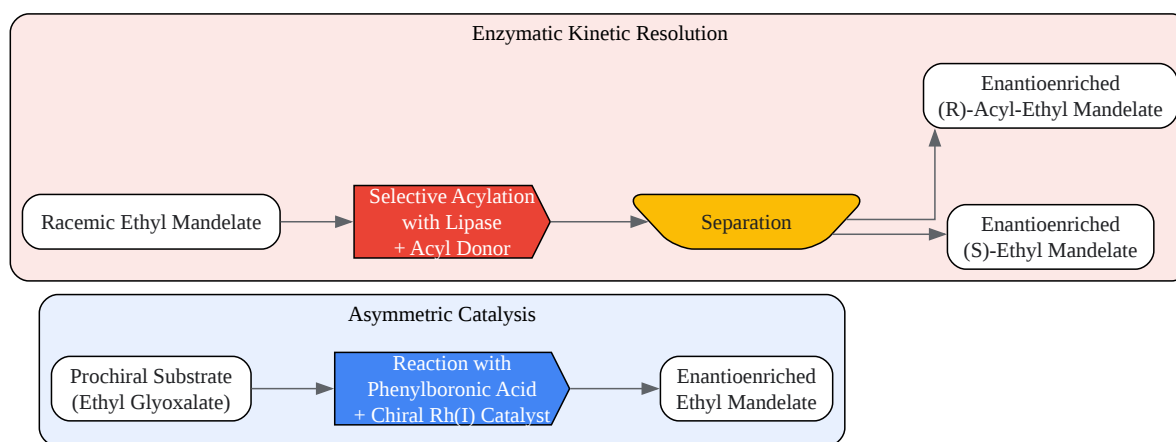 Enzymatic Kinetic Resolution
Racemic Ethyl Mandelate
Selective Acylation
with Lipase
+ Acyl Donor
Separation
Enantioenriched
(R)-Acyl-Ethyl Mandelate
Enantioenriched
(S)-Ethyl Mandelate
Asymmetric Catalysis
Prochiral Substrate
(Ethyl Glyoxalate)
Reaction with
Phenylboronic Acid
+ Chiral Rh(I) Catalyst
Enantioenriched
Ethyl Mandelate